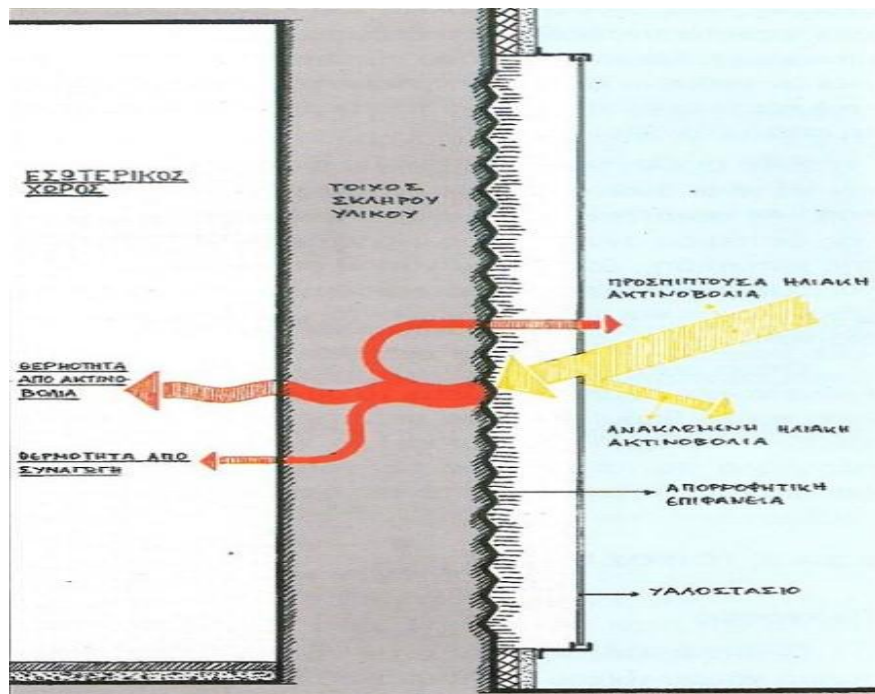 ΕΣΩΤΕΡΙΚΟΣ
ΧΩΡΟΣ
ΤΟΙΧΟΣ
ΣΚΛΗΡΟΥ
ΥΛΙΚΟΥ
ΠΡΟΣΠΙΠΤΟΥΣΑ ΗΛΙΑΚΗ
ΑΚΤΙΝΟΒΟΛΙΑ
ΘΕΡΜΟΤΗΤΑ
ΑΠΟ ΑΚΤΙΝΟ
ΒΟΛΙΑ
ΑΝΑΚΛΩΜΕΝΗ ΗΛΙΑΚΗ
ΑΚΤΙΝΟΒΟΛΙΑ
ΘΕΡΜΟΤΗΤΑ ΑΠΟ
ΣΥΝΑΓΩΓΗ
ΑΠΟΡΡΟΦΗΤΙΚΗ
ΕΠΙΦΑΝΕΙΑ
ΥΑΛΟΣΤΑΣΙΟ